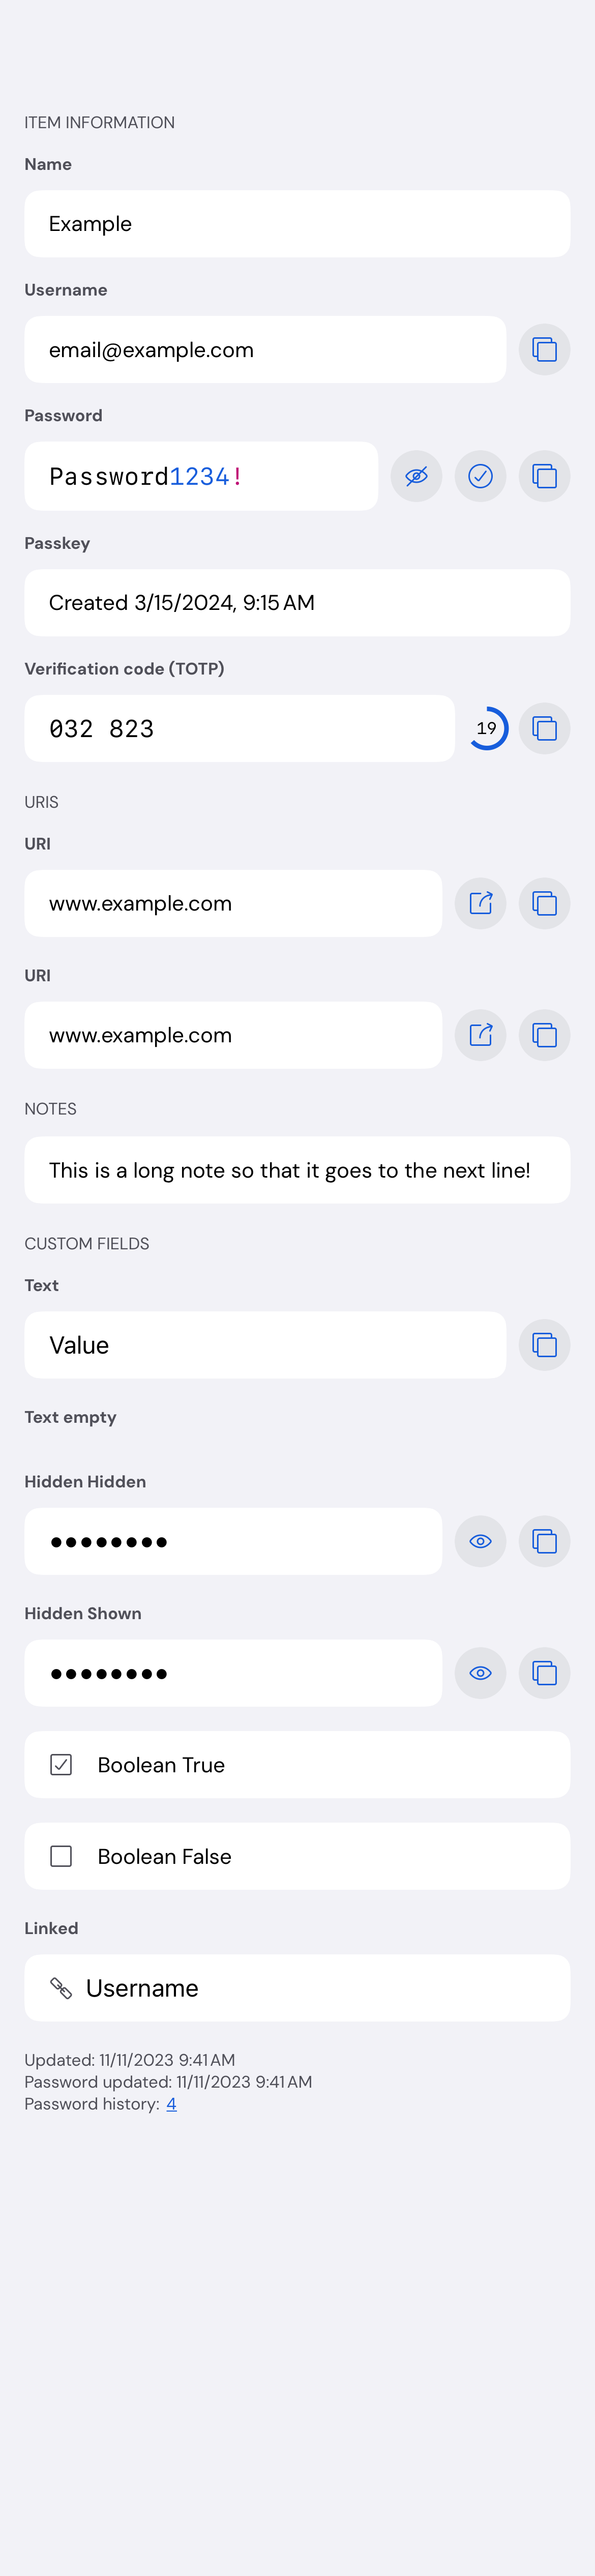 ITEM INFORMATION
Name
Example
Username
email@example.com
Password
Password1234!
Passkey
Created 3/15/2024, 9:15 AM
Verification code (TOTP)
032 823
19
URIS
URI
www.example.com
URI
www.example.com
NOTES
This is a long note so that it goes to the next line!
CUSTOM FIELDS
Text
Value
Text empty
Hidden Hidden
••••••••
Hidden Shown
••••••••
Boolean True
Boolean False
Linked
Username
Updated: 11/11/2023 9:41 AM
Password updated: 11/11/2023 9:41 AM
Password history: 4